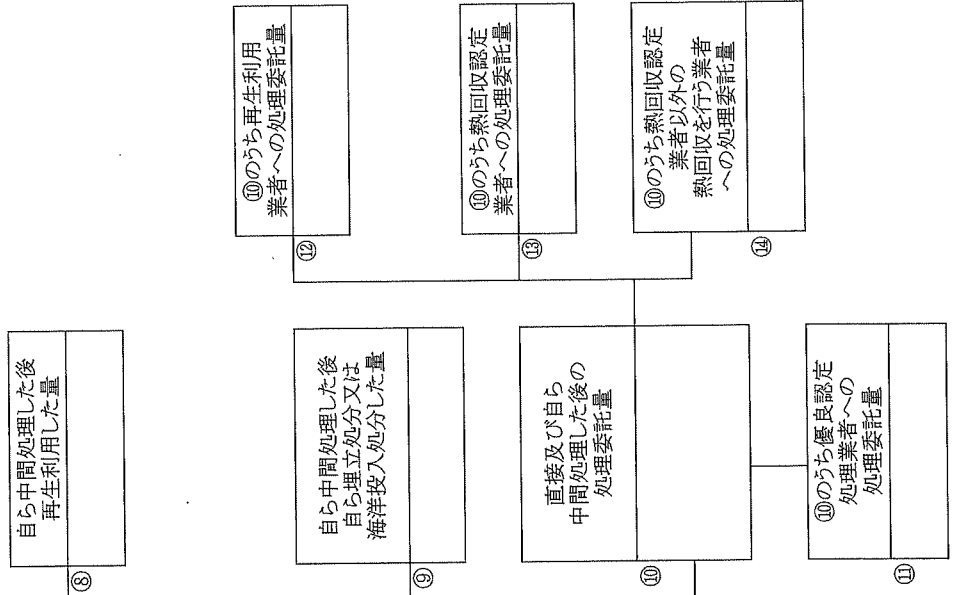 自ら中間処理した後
再生利用した量
⑧
自ら中間処理した後
自ら埋立処分又は
海洋投入処分した量
⑨
直接及び自ら
中間処理した後の
処理委託量
⑩
⑩のうち優良認定
処理業者への
処理委託量
⑪
⑩のうち再生利用
業者への処理委託量
⑫
⑩のうち熱回収認定
業者への処理委託量
⑬
⑩のうち熱回収認定
業者以外の
熱回収を行う業者
への処理委託量
⑭